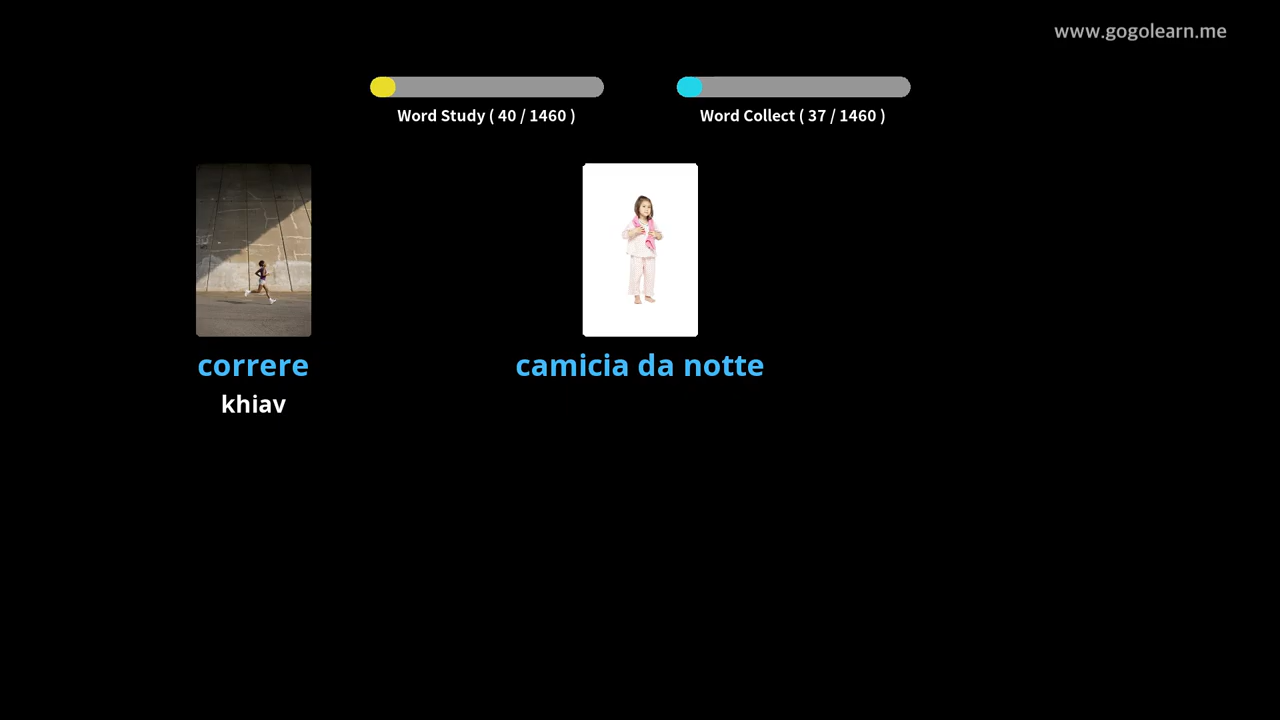 www.gogolearn.me
Word Study ( 40 / 1460 )
Word Collect ( 37 / 1460 )
correre
camicia da notte
khiav